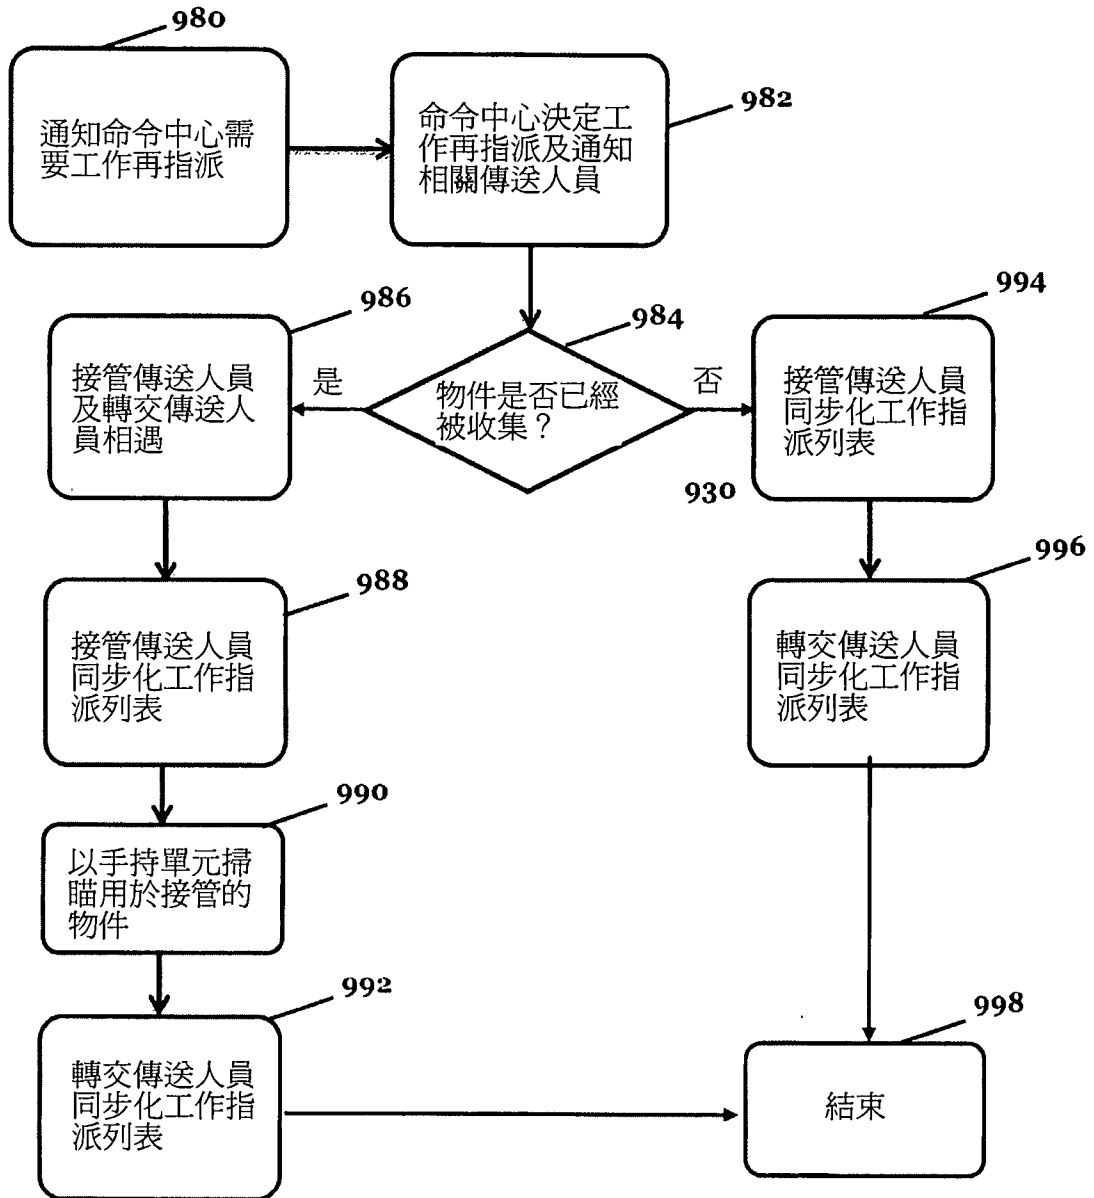 980
通知命令中心需
要工作再指派
982
命令中心決定工
作再指派及通知
相關傳送人員
984
物件是否已經
被收集？
是
否
986
接管傳送人員
及轉交傳送人
員相遇
994
接管傳送人員
同步化工作指
派列表
930
988
接管傳送人員
同步化工作指
派列表
996
轉交傳送人員
同步化工作指
派列表
990
以手持單元掃
瞄用於接管的
物件
992
轉交傳送人員
同步化工作指
派列表
998
結束